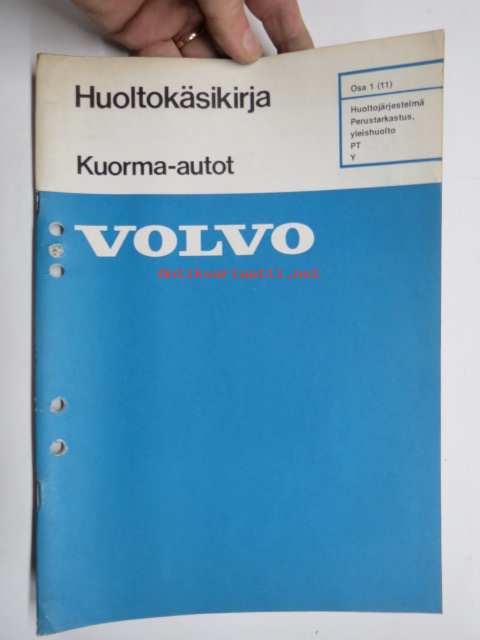 Huoltokäsikirja
Kuorma-autot
Osa 1 (11)
Huoltojärjestelmä
Perustarkastus,
yleishuolto
PT
Y
VOLVO
Antikvariaatti.net